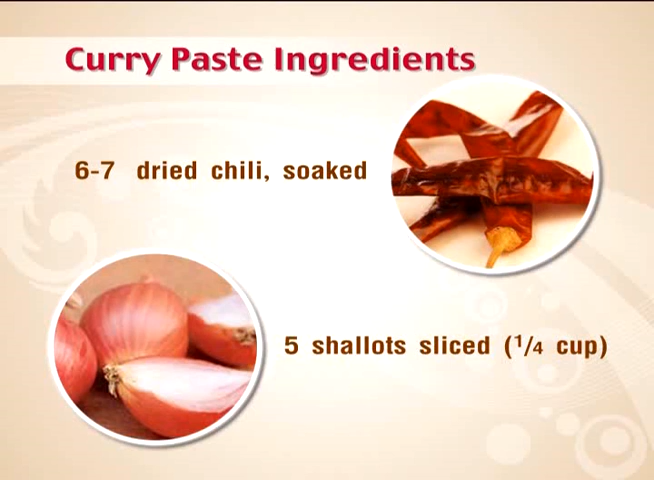 Curry Paste Ingredients
6-7 dried chili, soaked
5 shallots sliced (1/4 cup)